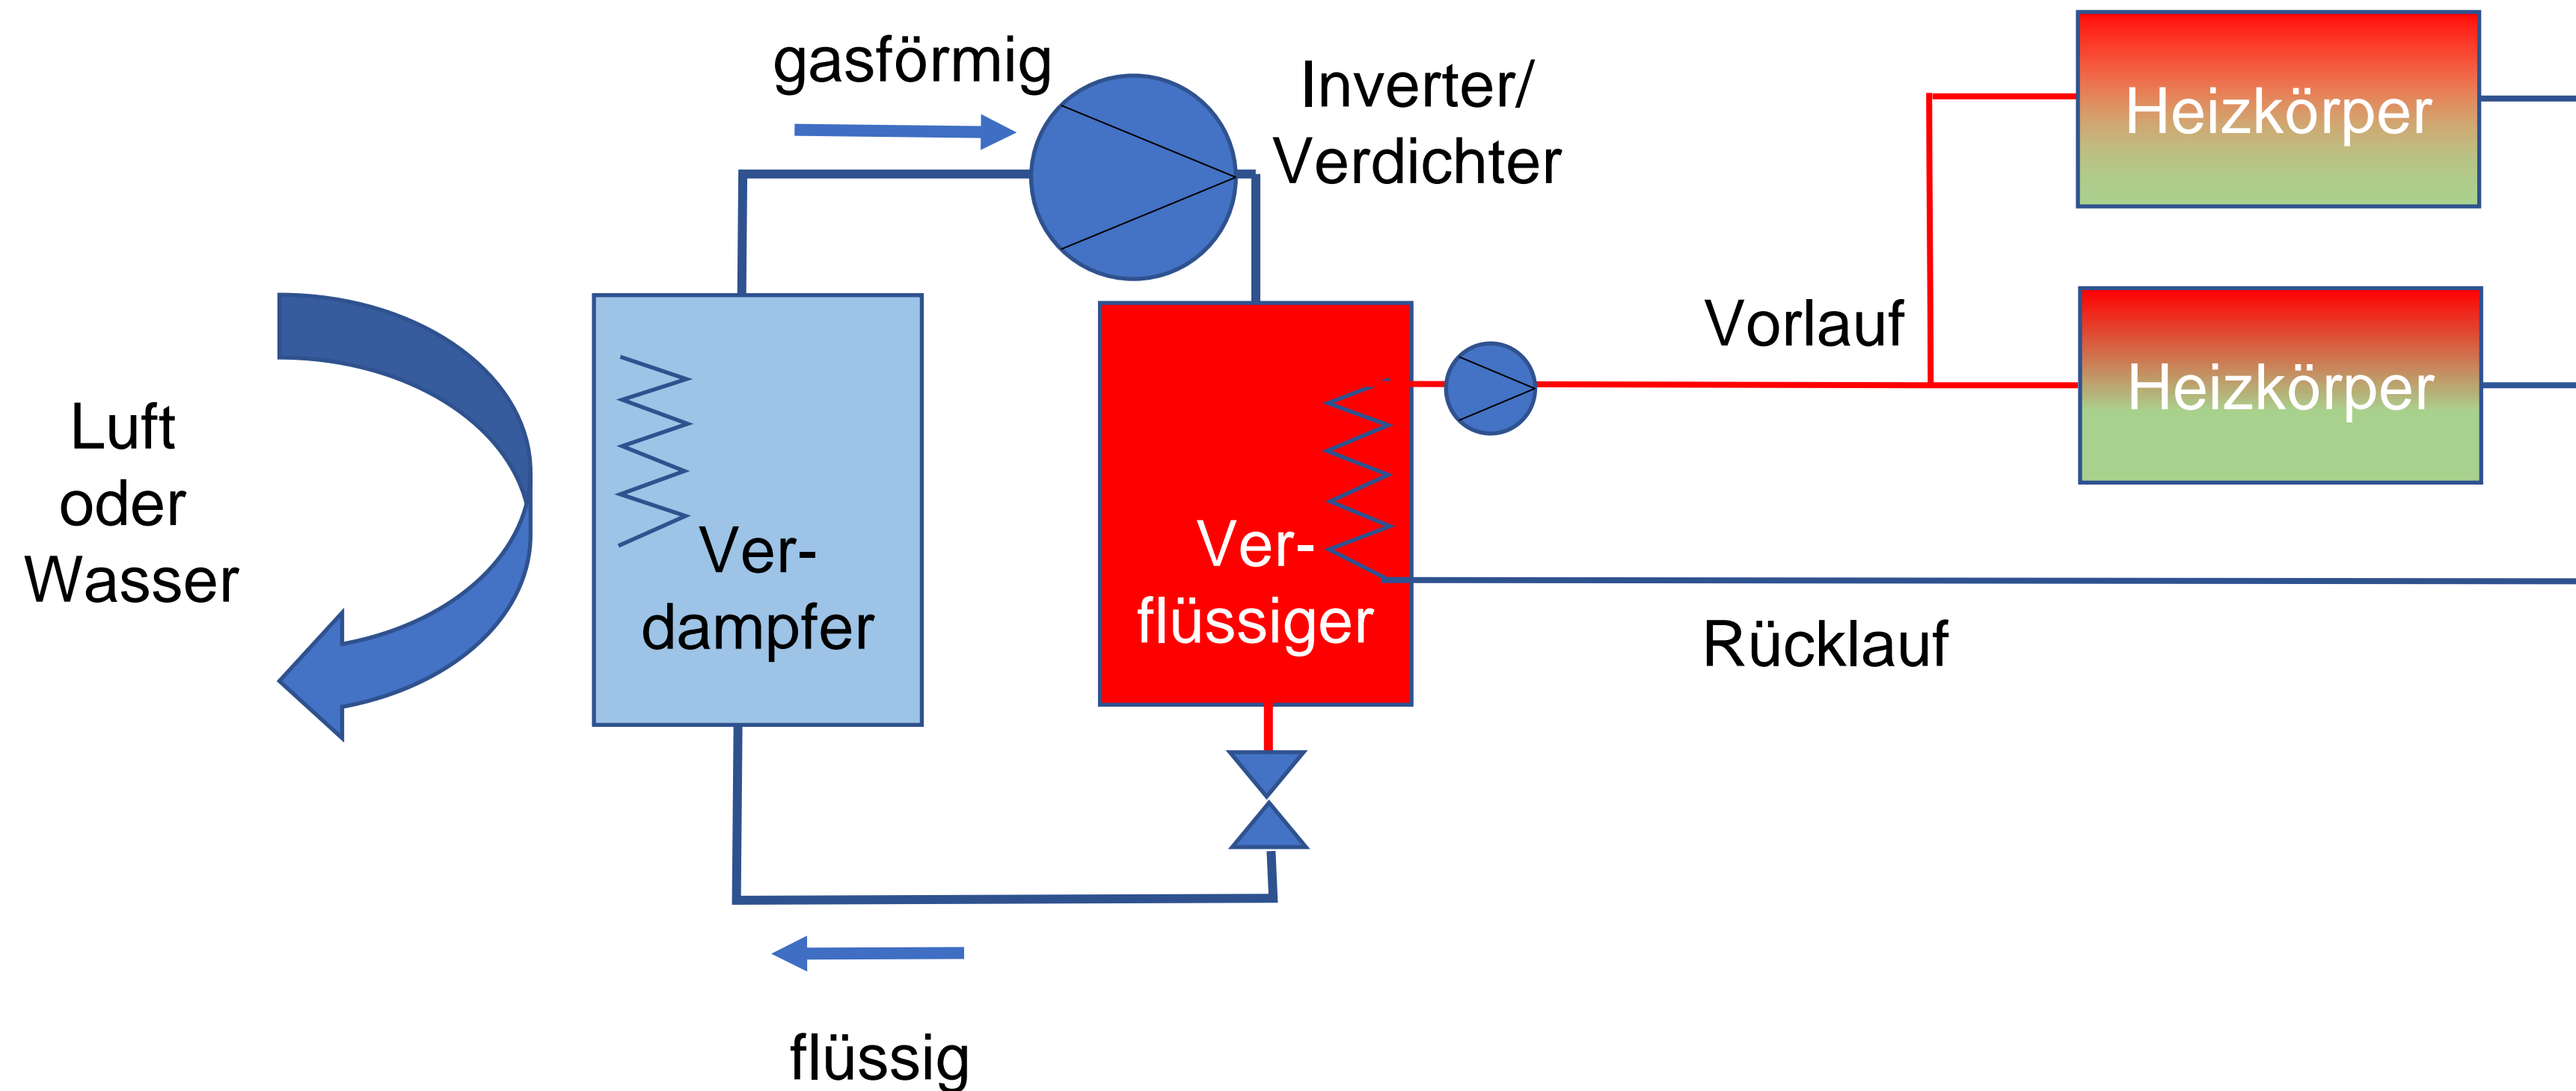 gasförmig
Inverter/
Verdichter
Heizkörper
Heizkörper
Vorlauf
Luft
oder
Wasser
Ver-
dampfer
Ver-
flüssiger
Rücklauf
flüssig